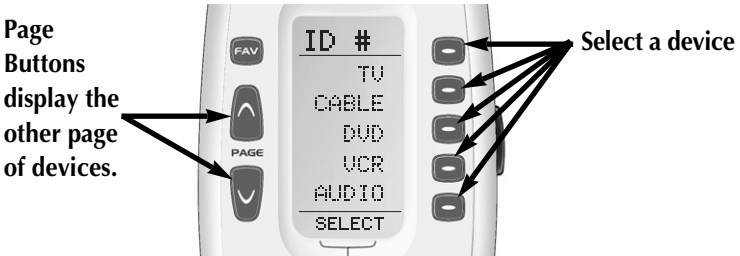 Page
Buttons
display the
other page
of devices.
FAV
PAGE
ID #
TV
CABLE
DVD
VCR
AUDIO
SELECT
Select a device